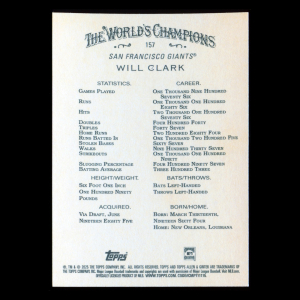 THE WORLD'S CHAMPIONS
157
SAN FRANCISCO GIANTS®
WILL CLARK
STATISTICS. CAREER.
GAMES PLAYED ONE THOUSAND NINE HUNDRED SEVENTY SIX
RUNS ONE THOUSAND ONE HUNDRED EIGHTY SIX
HITS TWO THOUSAND ONE HUNDRED SEVENTY SIX
DOUBLES FOUR HUNDRED FORTY
TRIPLES FORTY SEVEN
HOME RUNS TWO HUNDRED EIGHTY FOUR
RUNS BATTED IN ONE THOUSAND TWO HUNDRED FIVE
STOLEN BASES SIXTY SEVEN
WALKS NINE HUNDRED THIRTY SEVEN
STRIKEOUTS ONE THOUSAND ONE HUNDRED NINETY
SLUGGING PERCENTAGE FOUR HUNDRED NINETY SEVEN
BATTING AVERAGE THREE HUNDRED THREE
HEIGHT/WEIGHT. BATS/THROWS.
SIX FOOT ONE INCH BATS LEFT-HANDED
ONE HUNDRED NINETY POUNDS THROWS LEFT-HANDED
ACQUIRED. BORN/HOME.
VIA DRAFT, JUNE NINETEEN EIGHTY FIVE BORN: MARCH THIRTEENTH, NINETEEN SIXTY FOUR
HOME: NEW ORLEANS, LOUISIANA
TOPPS